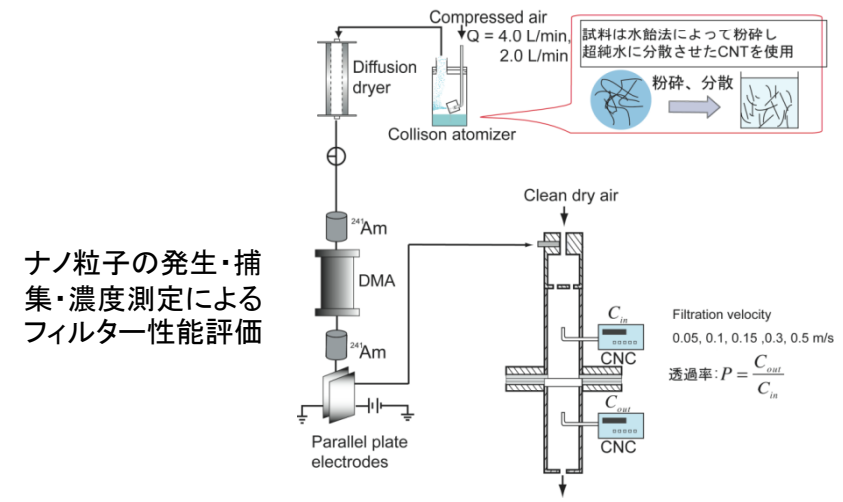 Compressed air
Q = 4.0 L/min,
2.0 L/min
試料は水飴法によって粉砕し
超純水に分散させたCNTを使用
粉砕、分散
Diffusion
dryer
Collison atomizer
Clean dry air
241Am
DMA
241Am
ナノ粒子の発生・捕
集・濃度測定による
フィルター性能評価
Cin
CNC
Filtration velocity
0.05, 0.1, 0.15 ,0.3, 0.5 m/s
透過率:P = Cout / Cin
Cout
CNC
Parallel plate
electrodes